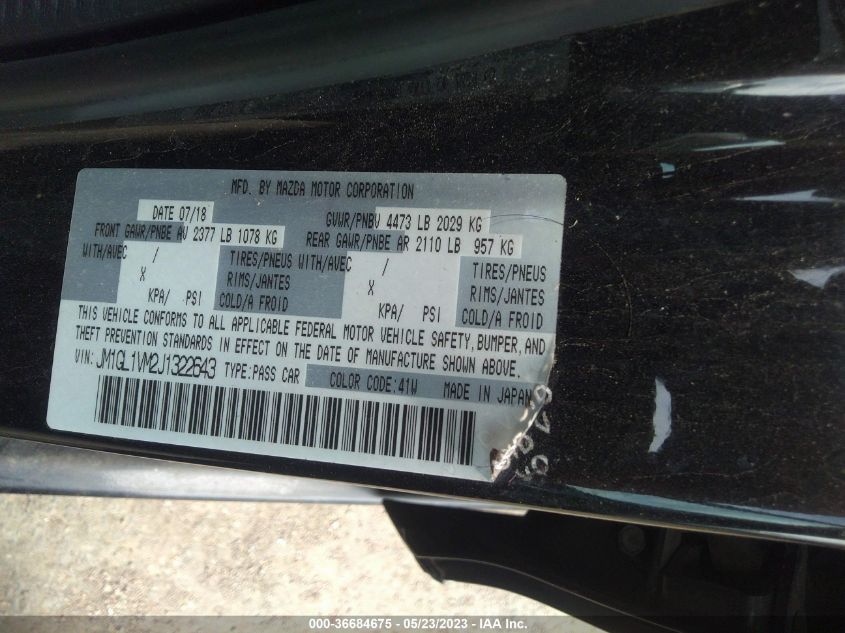 MFD. BY MAZDA MOTOR CORPORATION
DATE 07/18 GVWR/PNBV 4473 LB 2029 KG
FRONT GAWR/PNBE AV 2377 LB 1078 KG REAR GAWR/PNBE AR 2110 LB 957 KG
WITH/AVEC / TIRES/PNEUS WITH/AVEC / TIRES/PNEUS
X RIMS/JANTES X RIMS/JANTES
KPA/ PSI COLD/A FROID KPA/ PSI COLD/A FROID
THIS VEHICLE CONFORMS TO ALL APPLICABLE FEDERAL MOTOR VEHICLE SAFETY, BUMPER, AND
THEFT PREVENTION STANDARDS IN EFFECT ON THE DATE OF MANUFACTURE SHOWN ABOVE.
VIN: JM1GL1VM2J1322643 TYPE:PASS CAR COLOR CODE:41W MADE IN JAPAN
000-36684675 / 05/23/2023 / IAA Inc.